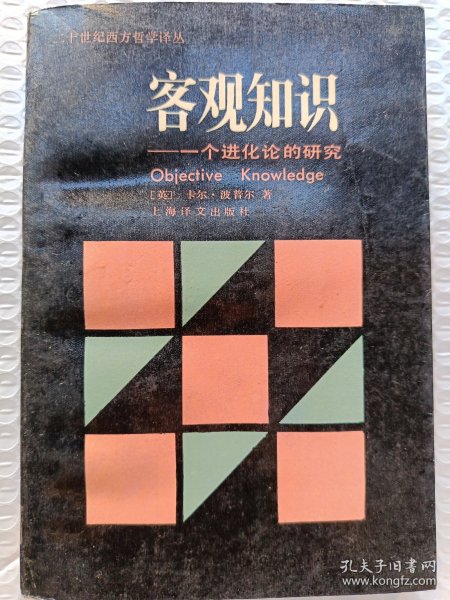 二十世纪西方哲学译丛
客观知识
——一个进化论的研究
Objective Knowledge
[英] 卡尔·波普尔 著
上海译文出版社
孔夫子旧书网
www.kongfz.com